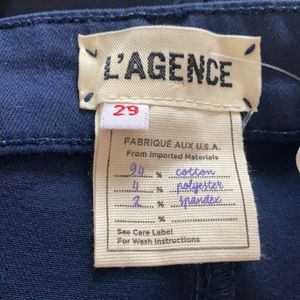 L'AGENCE
29
FABRIQUÉ AUX U.S.A.
From Imported Materials
94 % cotton
4 % polyester
2 % spandex
%
See Care Label
For Wash Instructions